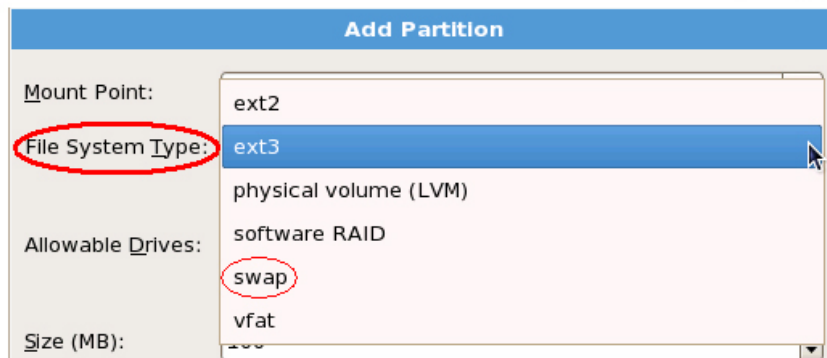 Add Partition
Mount Point:
ext2
File System Type:
ext3
physical volume (LVM)
software RAID
Allowable Drives:
swap
vfat
Size (MB):